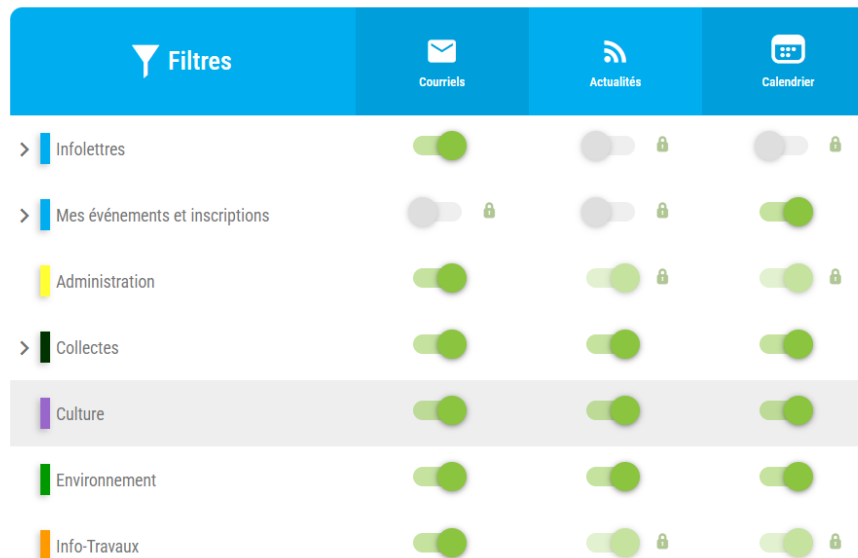 Filtres
Courriels
Actualités
Calendrier
Infolettres
Mes événements et inscriptions
Administration
Collectes
Culture
Environnement
Info-Travaux